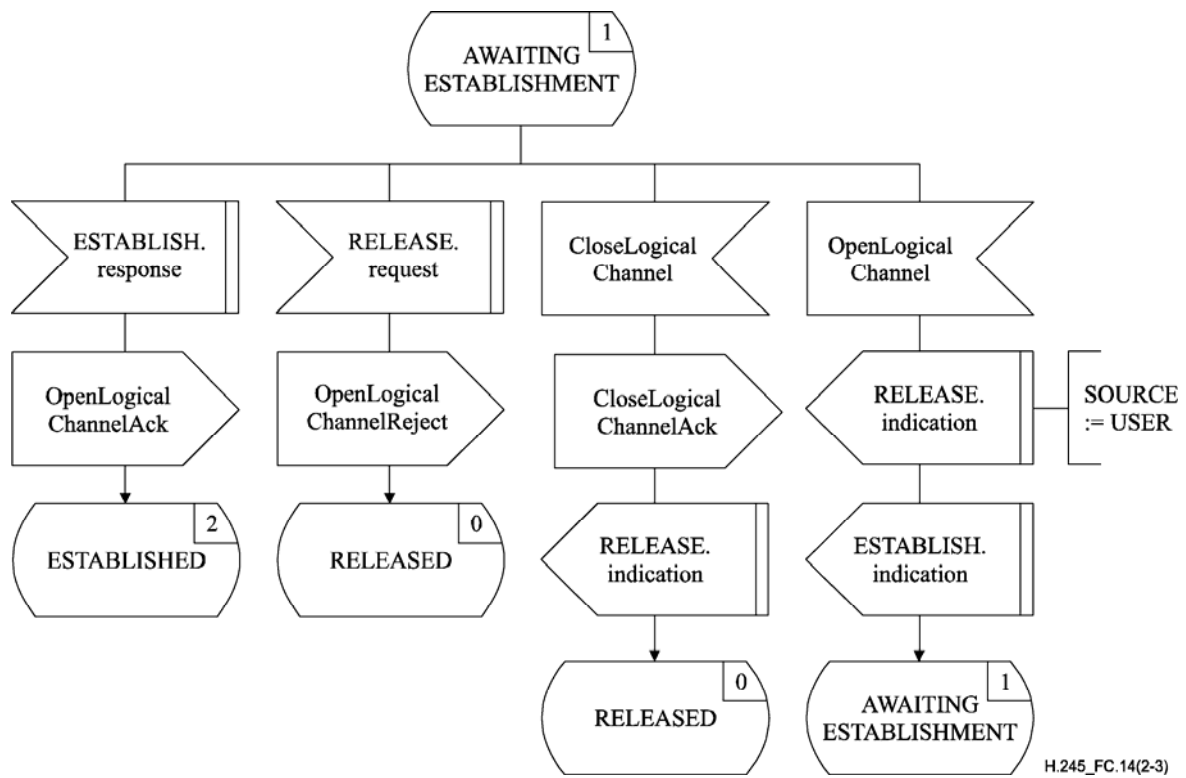 1
AWAITING
ESTABLISHMENT
ESTABLISH.
response
RELEASE.
request
CloseLogical
Channel
OpenLogical
Channel
OpenLogical
ChannelAck
OpenLogical
ChannelReject
CloseLogical
ChannelAck
RELEASE.
indication
SOURCE
:= USER
2
ESTABLISHED
0
RELEASED
RELEASE.
indication
ESTABLISH.
indication
0
RELEASED
1
AWAITING
ESTABLISHMENT
H.245_FC.14(2-3)